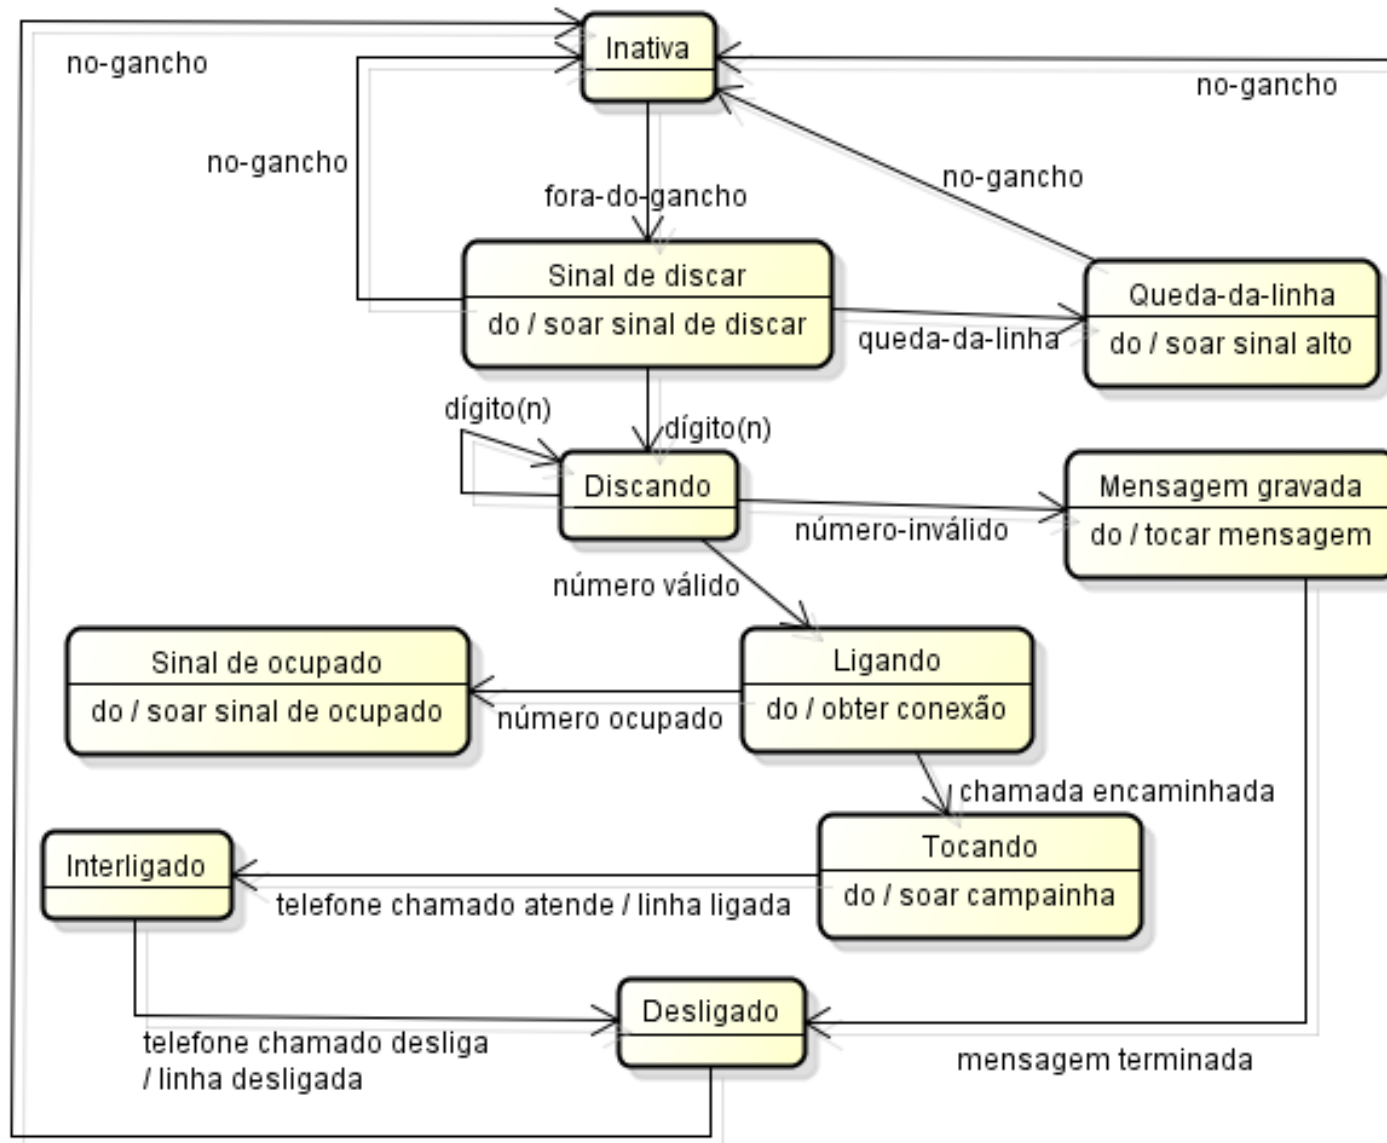 Inativa
no-gancho
no-gancho
no-gancho
no-gancho
fora-do-gancho
Sinal de discar
do / soar sinal de discar
Queda-da-linha
do / soar sinal alto
queda-da-linha
dígito(n)
dígito(n)
Discando
Mensagem gravada
do / tocar mensagem
número-inválido
número válido
Sinal de ocupado
do / soar sinal de ocupado
Ligando
do / obter conexão
número ocupado
chamada encaminhada
Tocando
do / soar campainha
Interligado
telefone chamado atende / linha ligada
Desligado
telefone chamado desliga
/ linha desligada
mensagem terminada